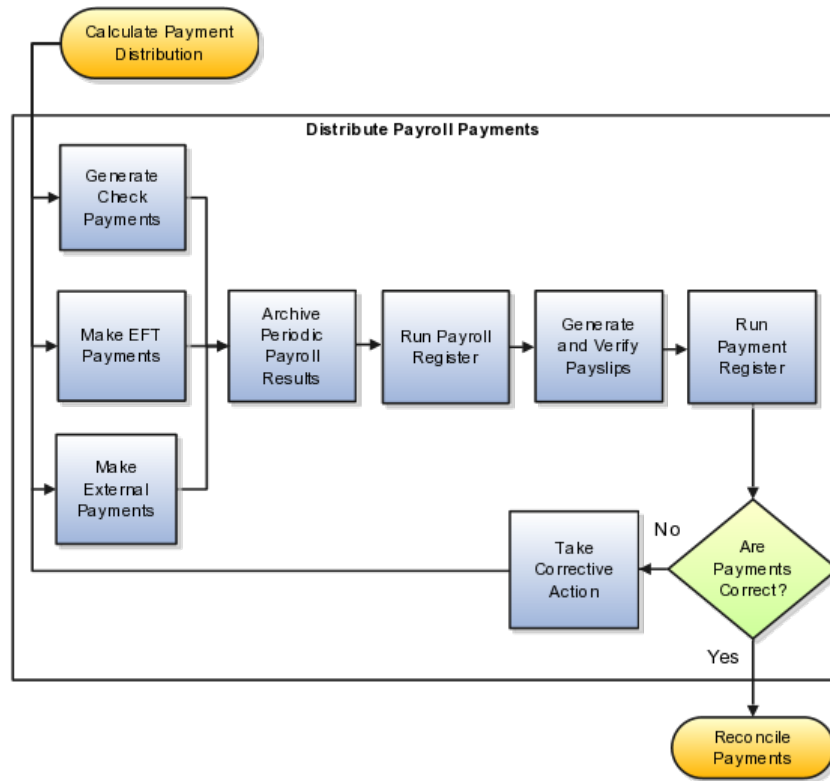 Calculate Payment
Distribution
Distribute Payroll Payments
Generate
Check
Payments
Make EFT
Payments
Make
External
Payments
Archive
Periodic
Payroll
Results
Run Payroll
Register
Generate
and Verify
Payslips
Run
Payment
Register
Are
Payments
Correct?
No
Take
Corrective
Action
Yes
Reconcile
Payments